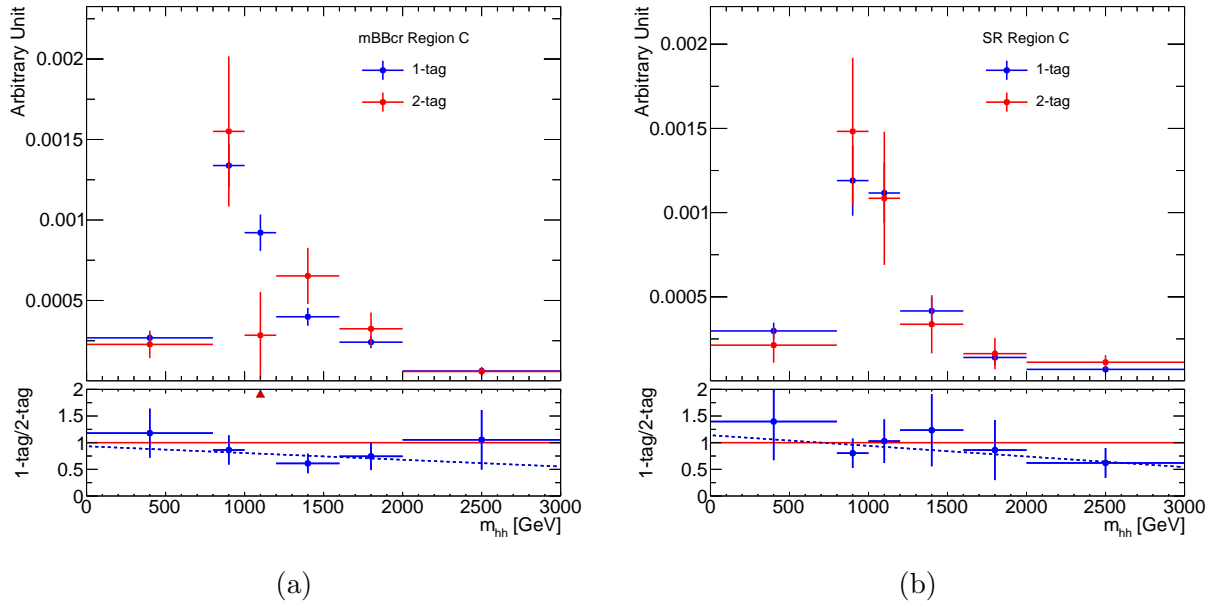 Arbitrary Unit
mBBcr Region C
1-tag
2-tag
0.002
0.0015
0.001
0.0005
1-tag/2-tag
2
1.5
1
0.5
0
0 500 1000 1500 2000 2500 3000
m_hh [GeV]
(a)
Arbitrary Unit
SR Region C
1-tag
2-tag
0.002
0.0015
0.001
0.0005
1-tag/2-tag
2
1.5
1
0.5
0
0 500 1000 1500 2000 2500 3000
m_hh [GeV]
(b)